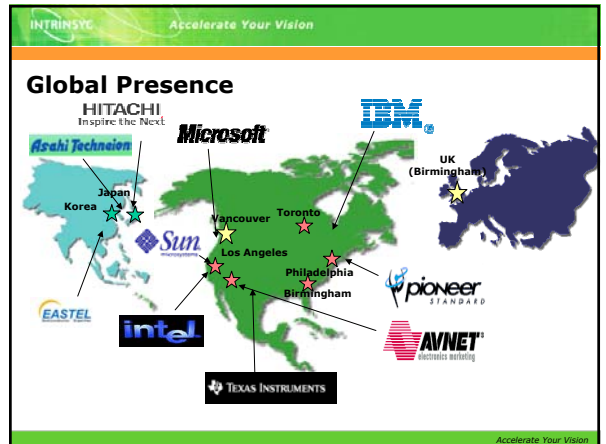 INTRINSYC
Accelerate Your Vision
Global Presence
HITACHI
Inspire the Next
Asahi Techneion
Microsoft
IBM
UK
(Birmingham)
Japan
Korea
Vancouver
Toronto
Sun
microsystems
Los Angeles
Philadelphia
Birmingham
pioneer
STANDARD
EASTEL
intel
AVNET
electronics marketing
TEXAS INSTRUMENTS
Accelerate Your Vision